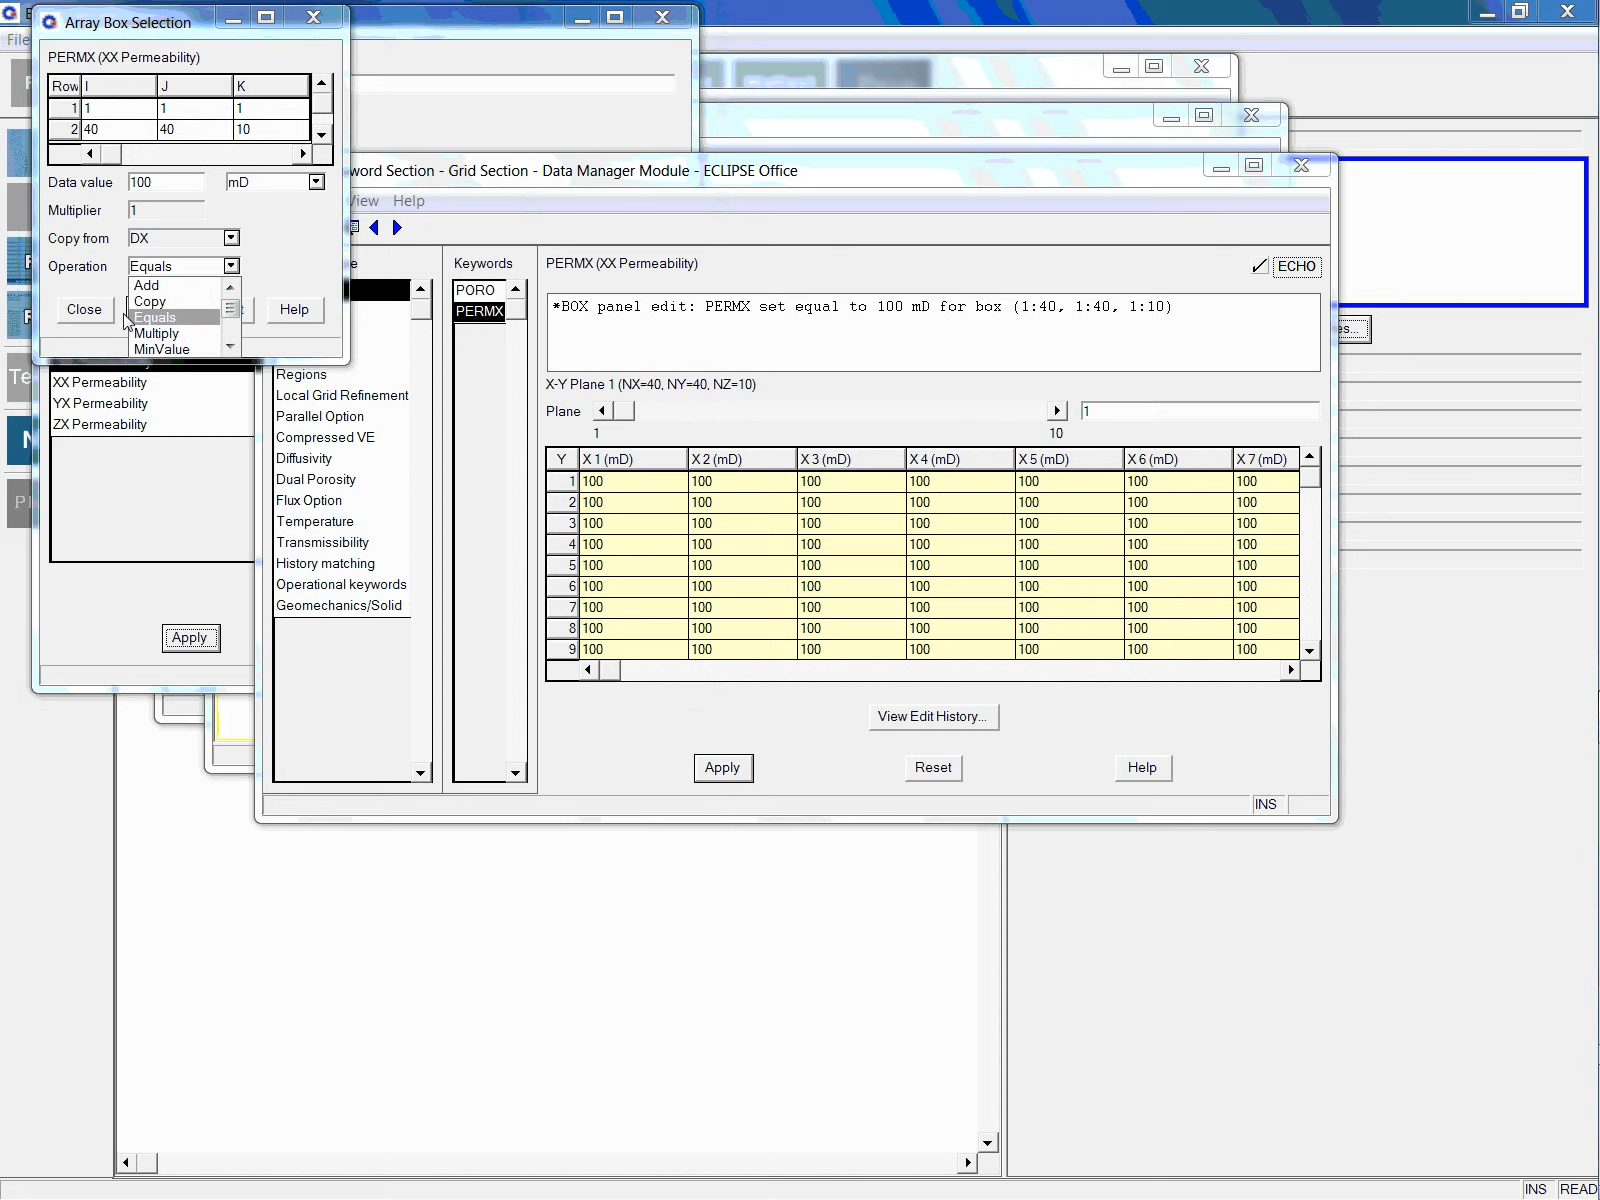 Array Box Selection
File
PERMX (XX Permeability)
Row I J K
1 1 1 1
2 40 40 10
Data value 100 mD
Multiplier 1
Copy from DX
Operation Equals
Add
Copy
Equals
Multiply
MinValue
Close
Help
XX Permeability
YX Permeability
ZX Permeability
Apply
word Section - Grid Section - Data Manager Module - ECLIPSE Office
View Help
Keywords
PORO
PERMX
Regions
Local Grid Refinement
Parallel Option
Compressed VE
Diffusivity
Dual Porosity
Flux Option
Temperature
Transmissibility
History matching
Operational keywords
Geomechanics/Solid
PERMX (XX Permeability)
ECHO
*BOX panel edit: PERMX set equal to 100 mD for box (1:40, 1:40, 1:10)
X-Y Plane 1 (NX=40, NY=40, NZ=10)
Plane 1
1 10
Y X 1 (mD) X 2 (mD) X 3 (mD) X 4 (mD) X 5 (mD) X 6 (mD) X 7 (mD)
1 100 100 100 100 100 100 100
2 100 100 100 100 100 100 100
3 100 100 100 100 100 100 100
4 100 100 100 100 100 100 100
5 100 100 100 100 100 100 100
6 100 100 100 100 100 100 100
7 100 100 100 100 100 100 100
8 100 100 100 100 100 100 100
9 100 100 100 100 100 100 100
View Edit History...
Apply Reset Help
INS
es...
Te
INS READ